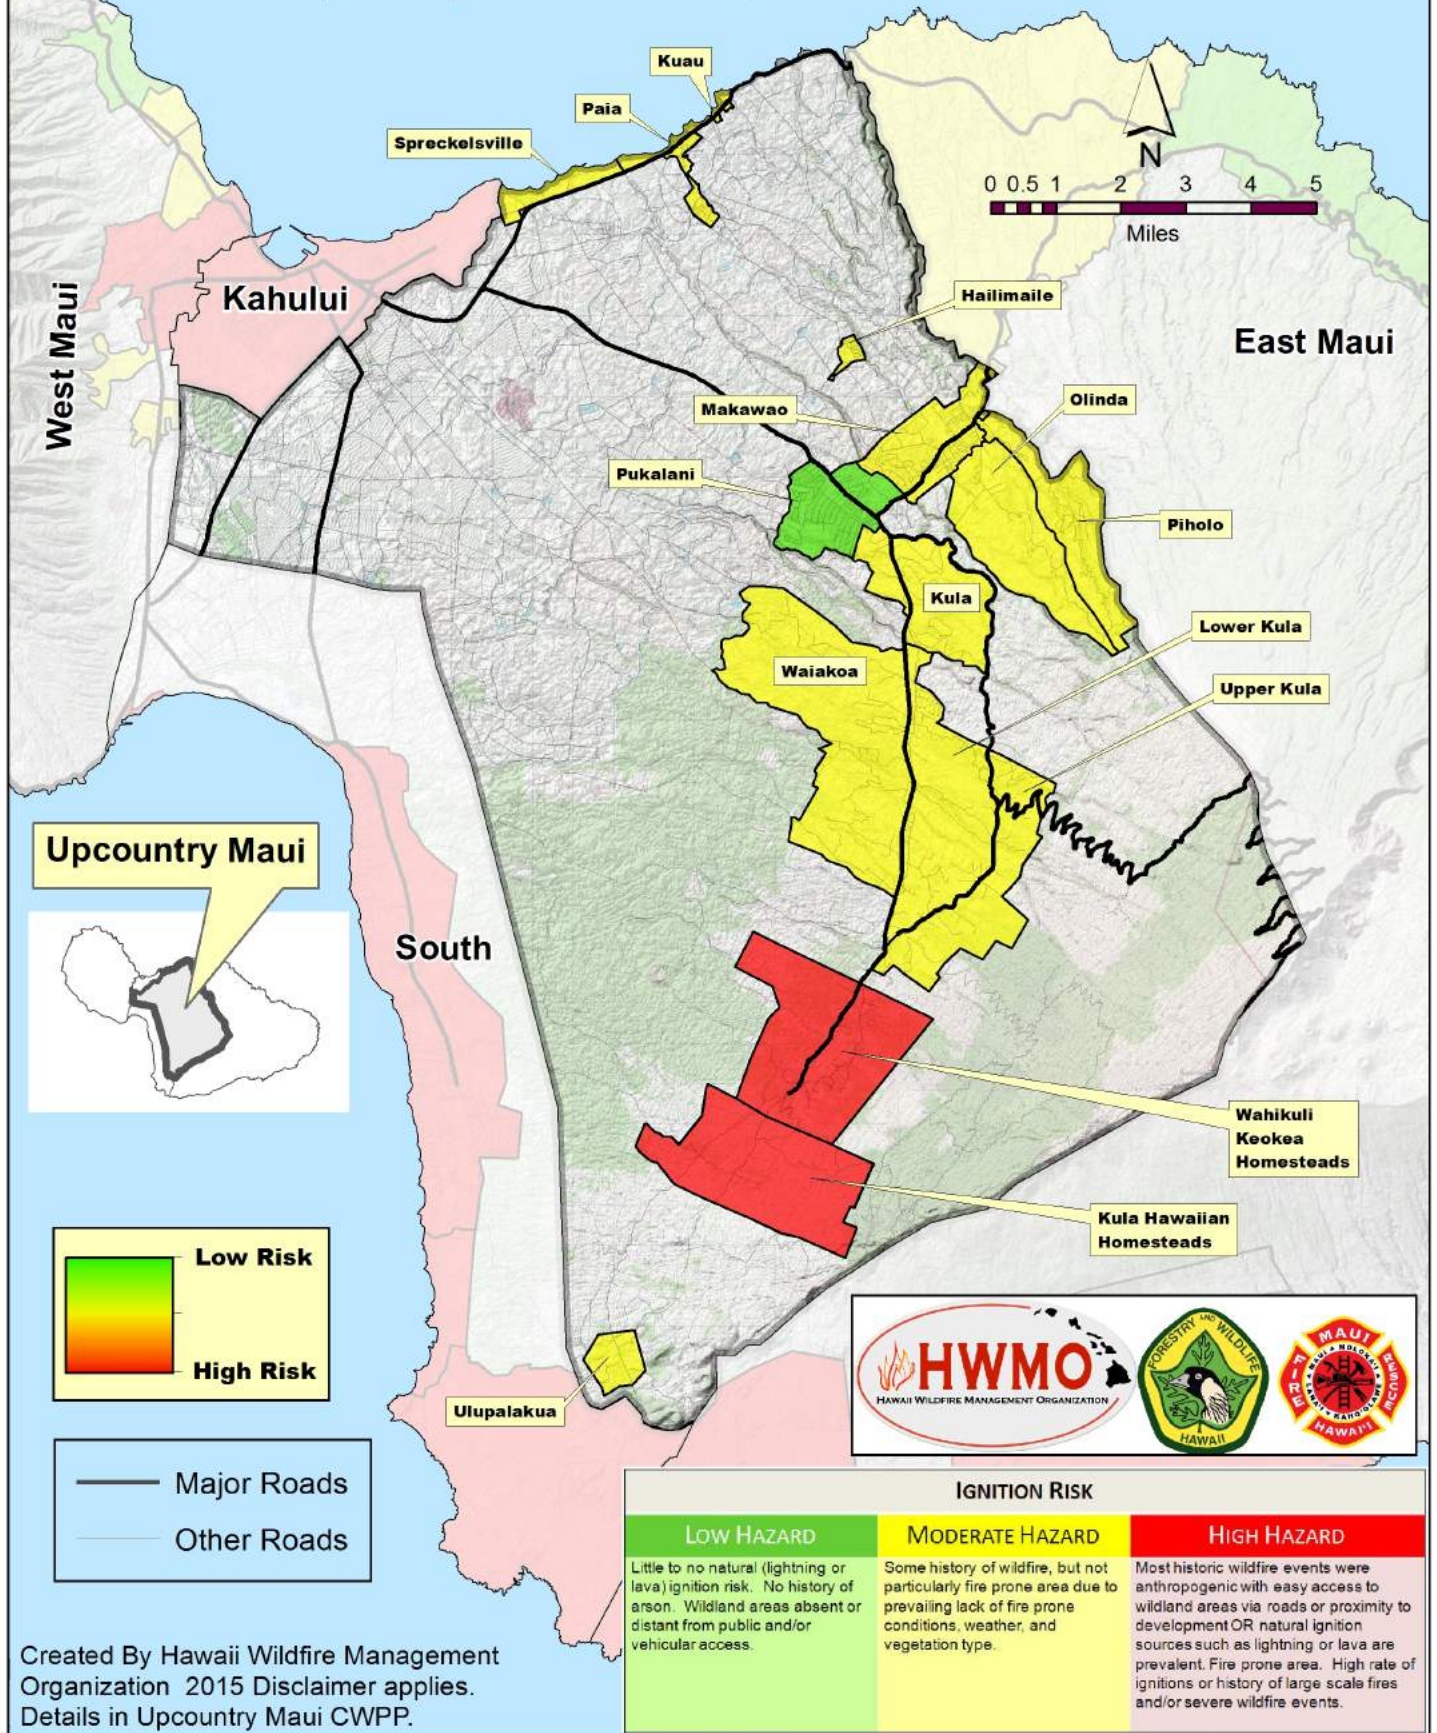 Kuau
Paia
Spreckelsville
N
0 0.5 1 2 3 4 5
Miles
West Maui
Kahului
Hailimaile
East Maui
Olinda
Makawao
Pukalani
Piholo
Kula
Lower Kula
Waiakoa
Upper Kula
Upcountry Maui
South
Wahikuli
Keokea
Homesteads
Kula Hawaiian
Homesteads
Low Risk
High Risk
Ulupalakua
HWMO
HAWAII WILDFIRE MANAGEMENT ORGANIZATION
FORESTRY AND WILDLIFE
HAWAII
MAUI
FIRE
RESCUE
HAWAI'I
Major Roads
Other Roads
IGNITION RISK
LOW HAZARD
Little to no natural (lightning or
lava) ignition risk. No history of
arson. Wildland areas absent or
distant from public and/or
vehicular access.
MODERATE HAZARD
Some history of wildfire, but not
particularly fire prone area due to
prevailing lack of fire prone
conditions, weather, and
vegetation type.
HIGH HAZARD
Most historic wildfire events were
anthropogenic with easy access to
wildland areas via roads or proximity to
development OR natural ignition
sources such as lightning or lava are
prevalent. Fire prone area. High rate of
ignitions or history of large scale fires
and/or severe wildfire events.
Created By Hawaii Wildfire Management
Organization 2015 Disclaimer applies.
Details in Upcountry Maui CWPP.